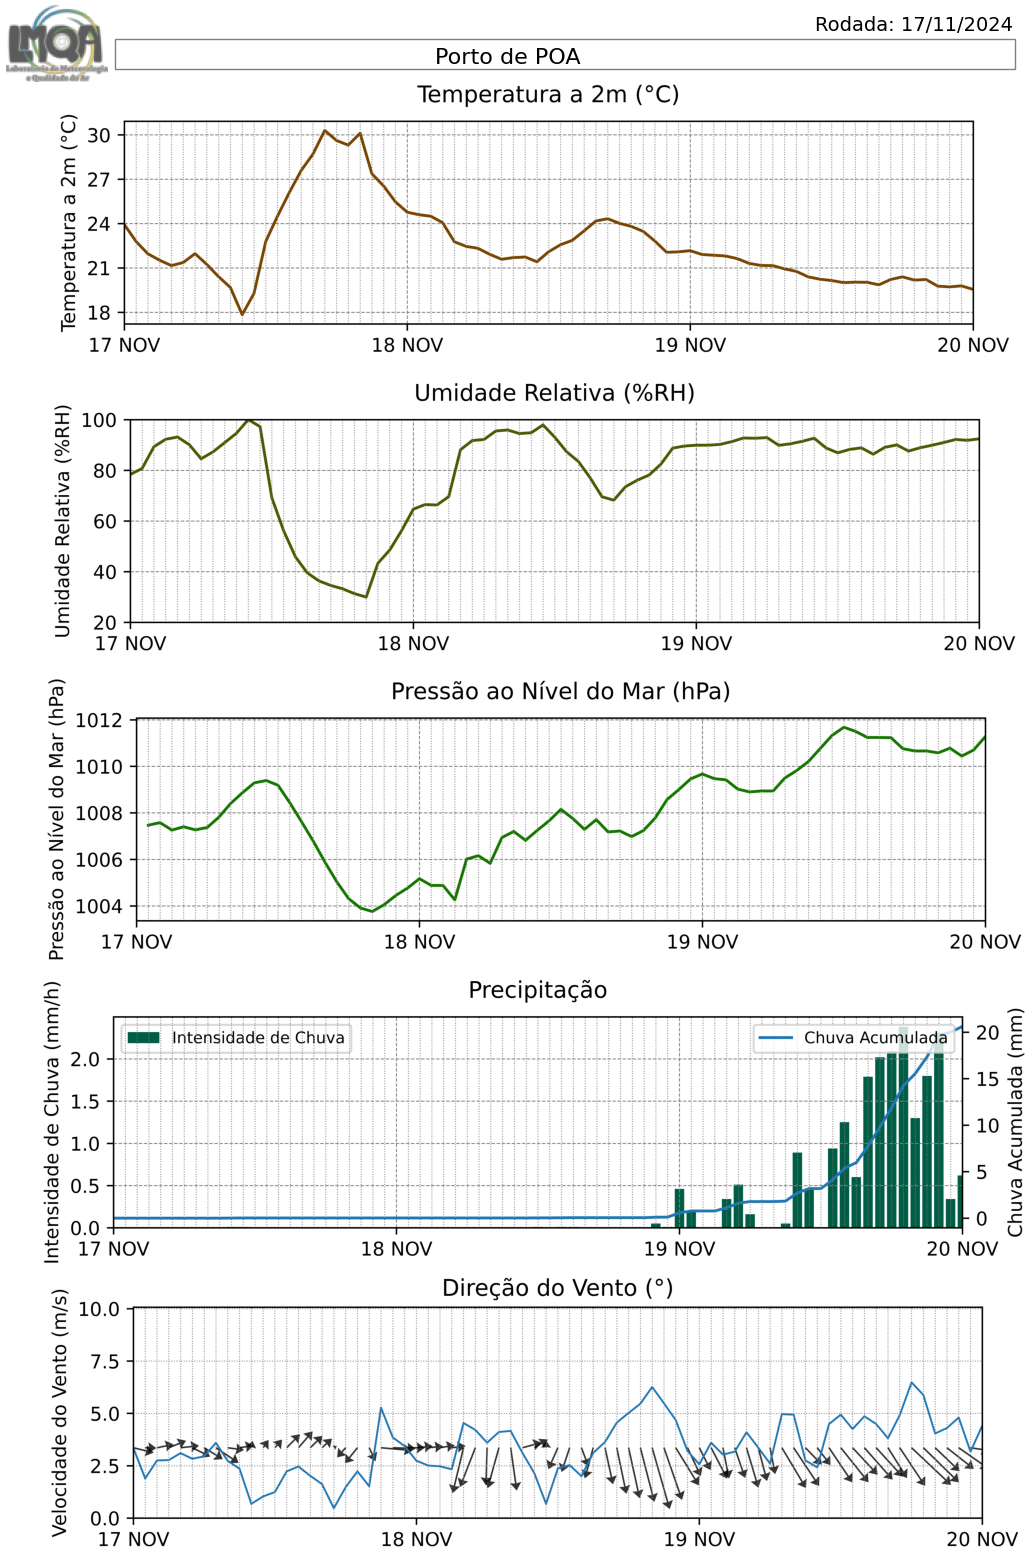 Rodada: 17/11/2024
LMQA
Laboratório de Meteorologia
e Qualidade do Ar
Porto de POA
Temperatura a 2m (°C)
Temperatura a 2m (°C)
30
27
24
21
18
17 NOV 18 NOV 19 NOV 20 NOV
Umidade Relativa (%RH)
Umidade Relativa (%RH)
100
80
60
40
20
17 NOV 18 NOV 19 NOV 20 NOV
Pressão ao Nível do Mar (hPa)
Pressão ao Nível do Mar (hPa)
1012
1010
1008
1006
1004
17 NOV 18 NOV 19 NOV 20 NOV
Precipitação
Intensidade de Chuva (mm/h)
Intensidade de Chuva
Chuva Acumulada
2.0
1.5
1.0
0.5
0.0
20
15
10
5
0
Chuva Acumulada (mm)
17 NOV 18 NOV 19 NOV 20 NOV
Direção do Vento (°)
Velocidade do Vento (m/s)
10.0
7.5
5.0
2.5
0.0
17 NOV 18 NOV 19 NOV 20 NOV